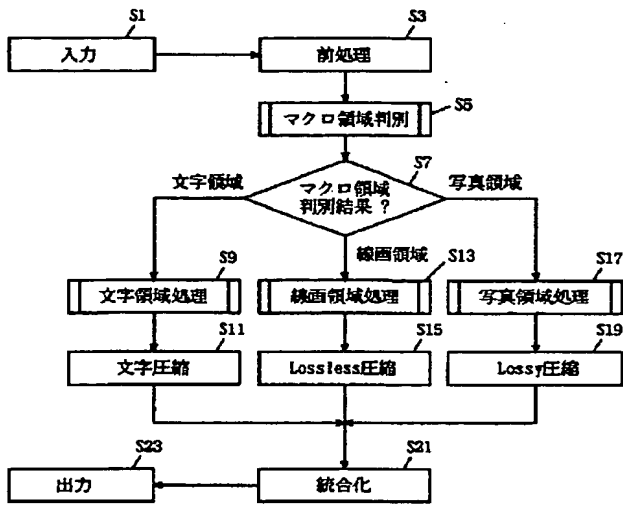 S1
入力
S3
前処理
S5
マクロ領域判別
S7
マクロ領域
判別結果 ?
文字領域
写真領域
線画領域
S9
文字領域処理
S13
線画領域処理
S17
写真領域処理
S11
文字圧縮
S15
Lossless圧縮
S19
Lossy圧縮
S23
出力
S21
統合化